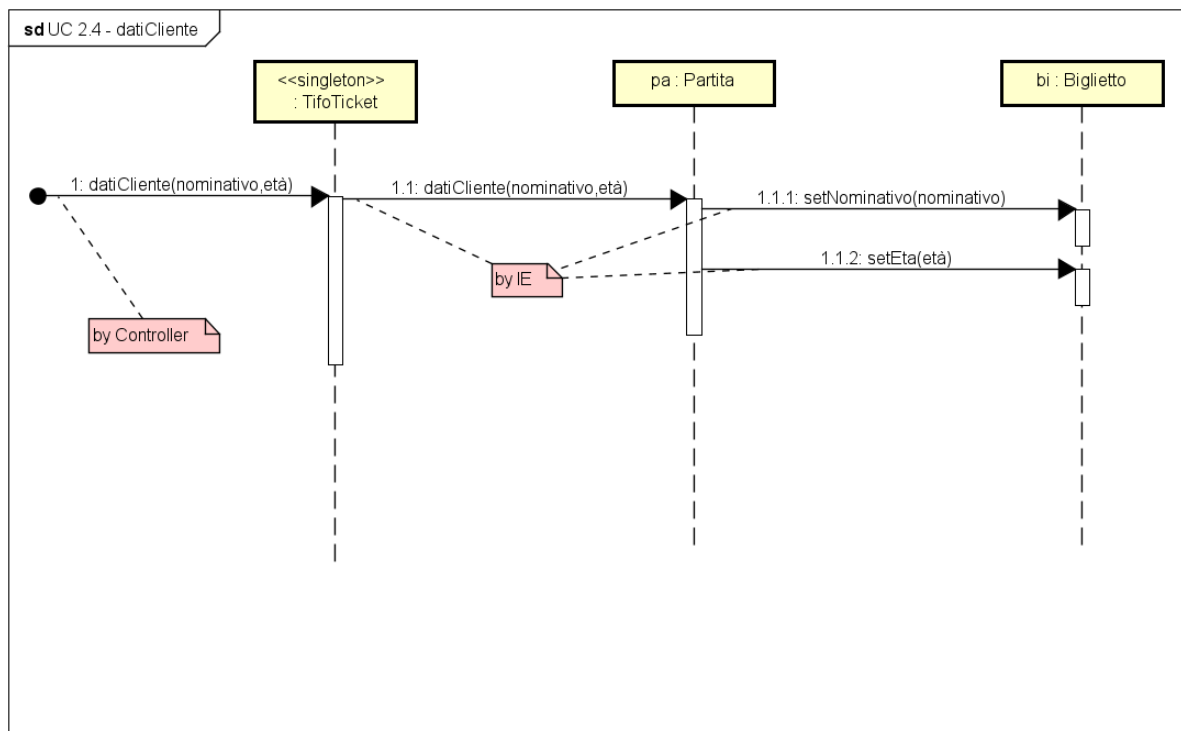 sd UC 2.4 - datiCliente
<<singleton>>
: TifoTicket
pa : Partita
bi : Biglietto
1: datiCliente(nominativo,età)
1.1: datiCliente(nominativo,età)
1.1.1: setNominativo(nominativo)
1.1.2: setEta(età)
by IE
by Controller